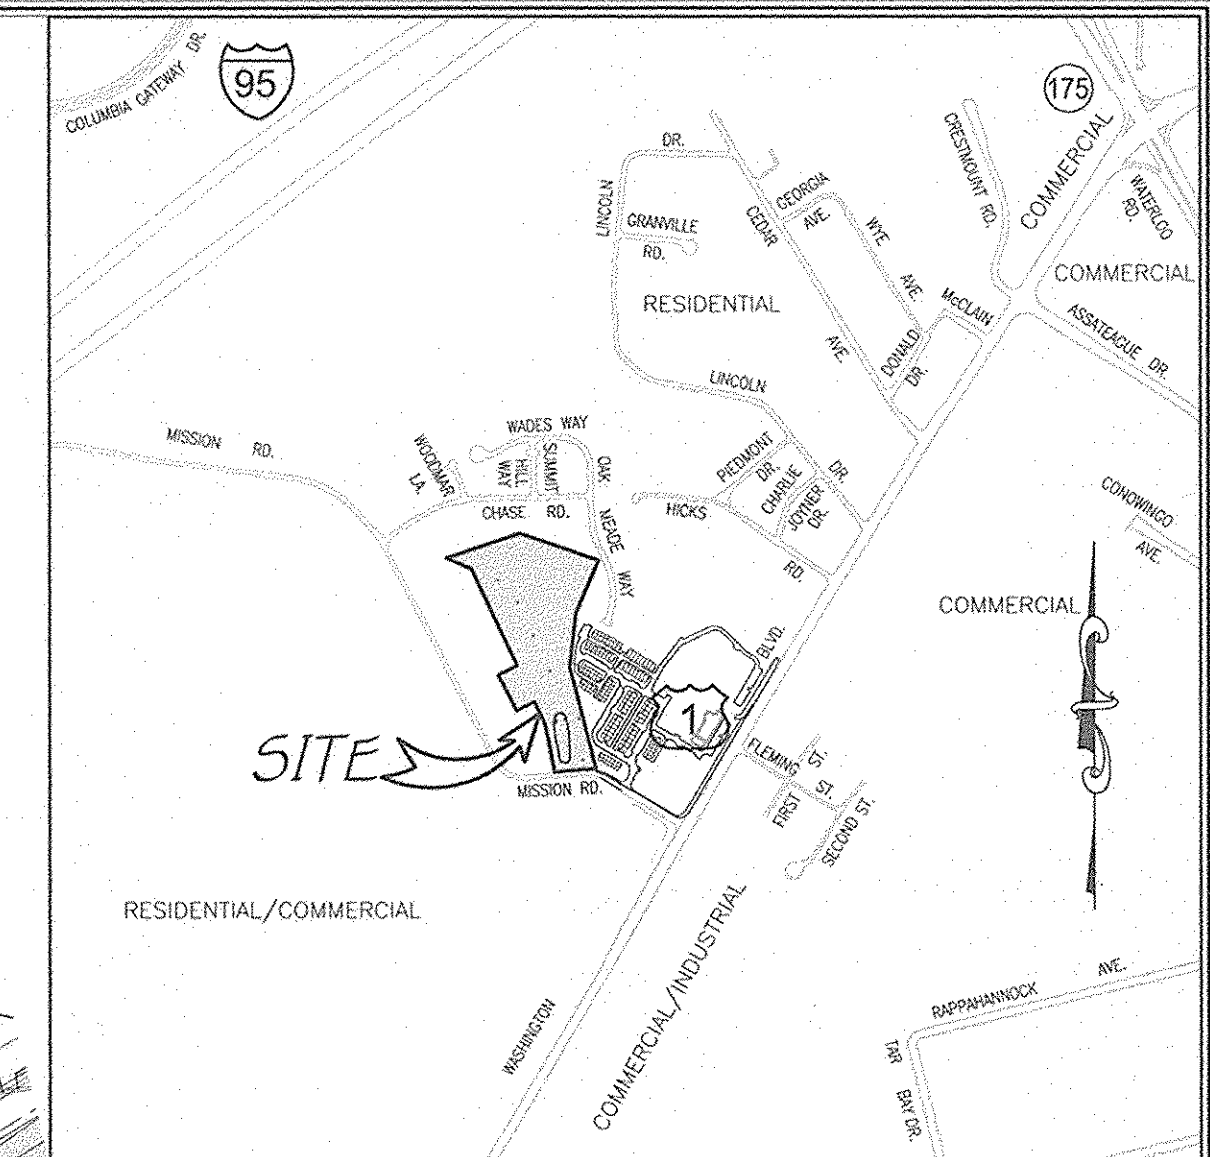 COLUMBIA GATEWAY DR.
95
175
COMMERCIAL
CRESTMOUNT RD.
WATERLOO
RD.
COMMERCIAL
ASSATEAGUE DR.
DR.
LINCOLN
GRANVILLE
RD.
CEDAR
AVE.
GEORGIA
AVE.
WYE
AVE.
McCLAIN
DONALD
DR.
RESIDENTIAL
LINCOLN
DR.
MISSION RD.
WOODMAR
LA.
WADES WAY
HILL
WAY
SUMMIT
OAK
MEADE
WAY
CHASE RD.
PIEDMONT
DR.
CHARLIE
JOYNER
DR.
HICKS
RD.
CONOWINGO
AVE.
COMMERCIAL
BLVD.
1
SITE
MISSION RD.
FLEMING
ST.
FIRST
ST.
SECOND ST.
RESIDENTIAL/COMMERCIAL
COMMERCIAL/INDUSTRIAL
WASHINGTON
RAPPAHANNOCK AVE.
TAR
BAY DR.